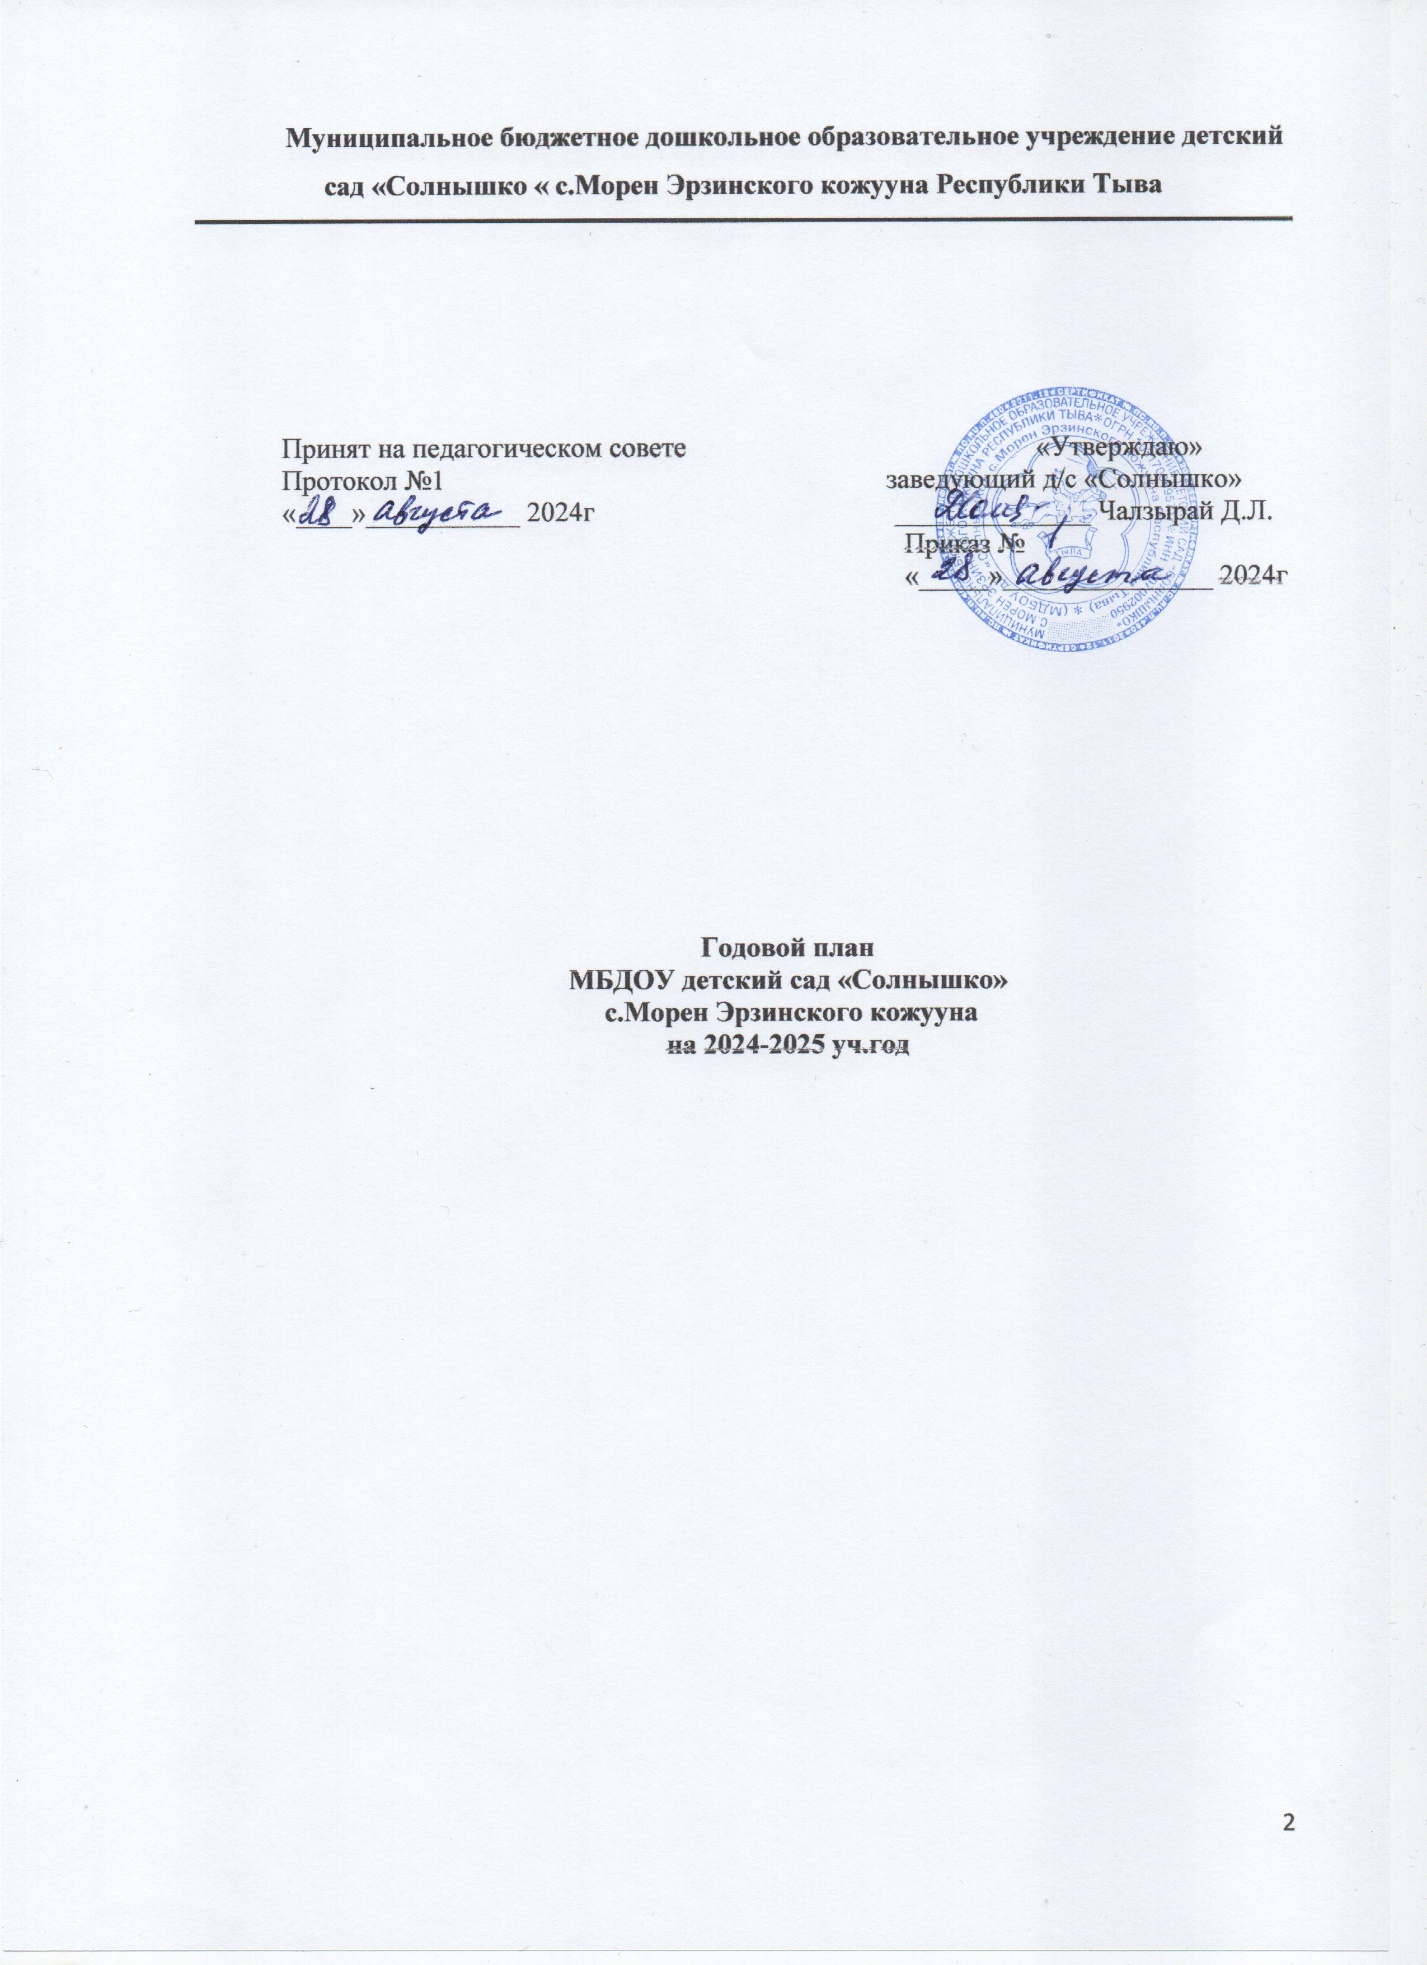 Муниципальное бюджетное дошкольное образовательное учреждение детский
сад «Солнышко « с.Морен Эрзинского кожууна Республики Тыва
Принят на педагогическом совете
Протокол №1
«28» августа 2024г
«Утверждаю»
заведующий д/с «Солнышко»
Чалзырай Д.Л.
Приказ № 1
«28» августа 2024г
ТЫВА
Годовой план
МБДОУ детский сад «Солнышко»
с.Морен Эрзинского кожууна
на 2024-2025 уч.год
2